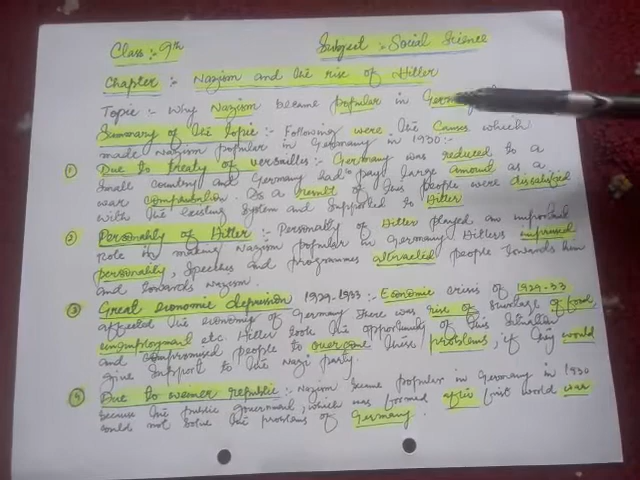 Class :- 9th Subject :- Social Science
Chapter :- Nazism and the rise of Hitler
Topic :- Why Nazism became popular in
Summary of the Topic :- Following were the Causes which
made Nazism popular in Germany in 1930 :-
① Due to Treaty of Versailles :- Germany was reduced to a
small country and Germany had to pay large amount as a
war . As a result of this people were
with the existing system and supported to Hitler
② Personality of Hitler :- Personality of Hitler played an important
Role in making Nazism popular in Germany. Hitler's
personality, speeches and programmes attracted people towards him
and towards Nazism.
③ Great economic depression 1929-1933 :- Economic crisis of 1929-33
affected the economy of Germany. There was rise of shortage of food,
unemployment etc. Hitler took the opportunity of this situation
and people to overcome these problems, if they would
give support to the Nazi party.
④ Due to weimer republic :- Nazism became popular in Germany in 1930
because the public government, which was formed after first world war
could not solve the problems of Germany.